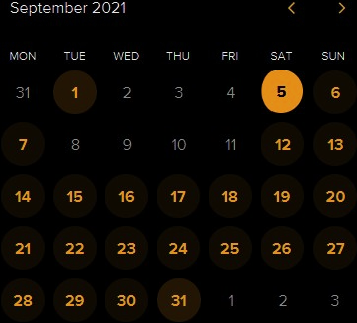 September 2021
MON TUE WED THU FRI SAT SUN
31 1 2 3 4 5 6
7 8 9 10 11 12 13
14 15 16 17 18 19 20
21 22 23 24 25 26 27
28 29 30 31 1 2 3